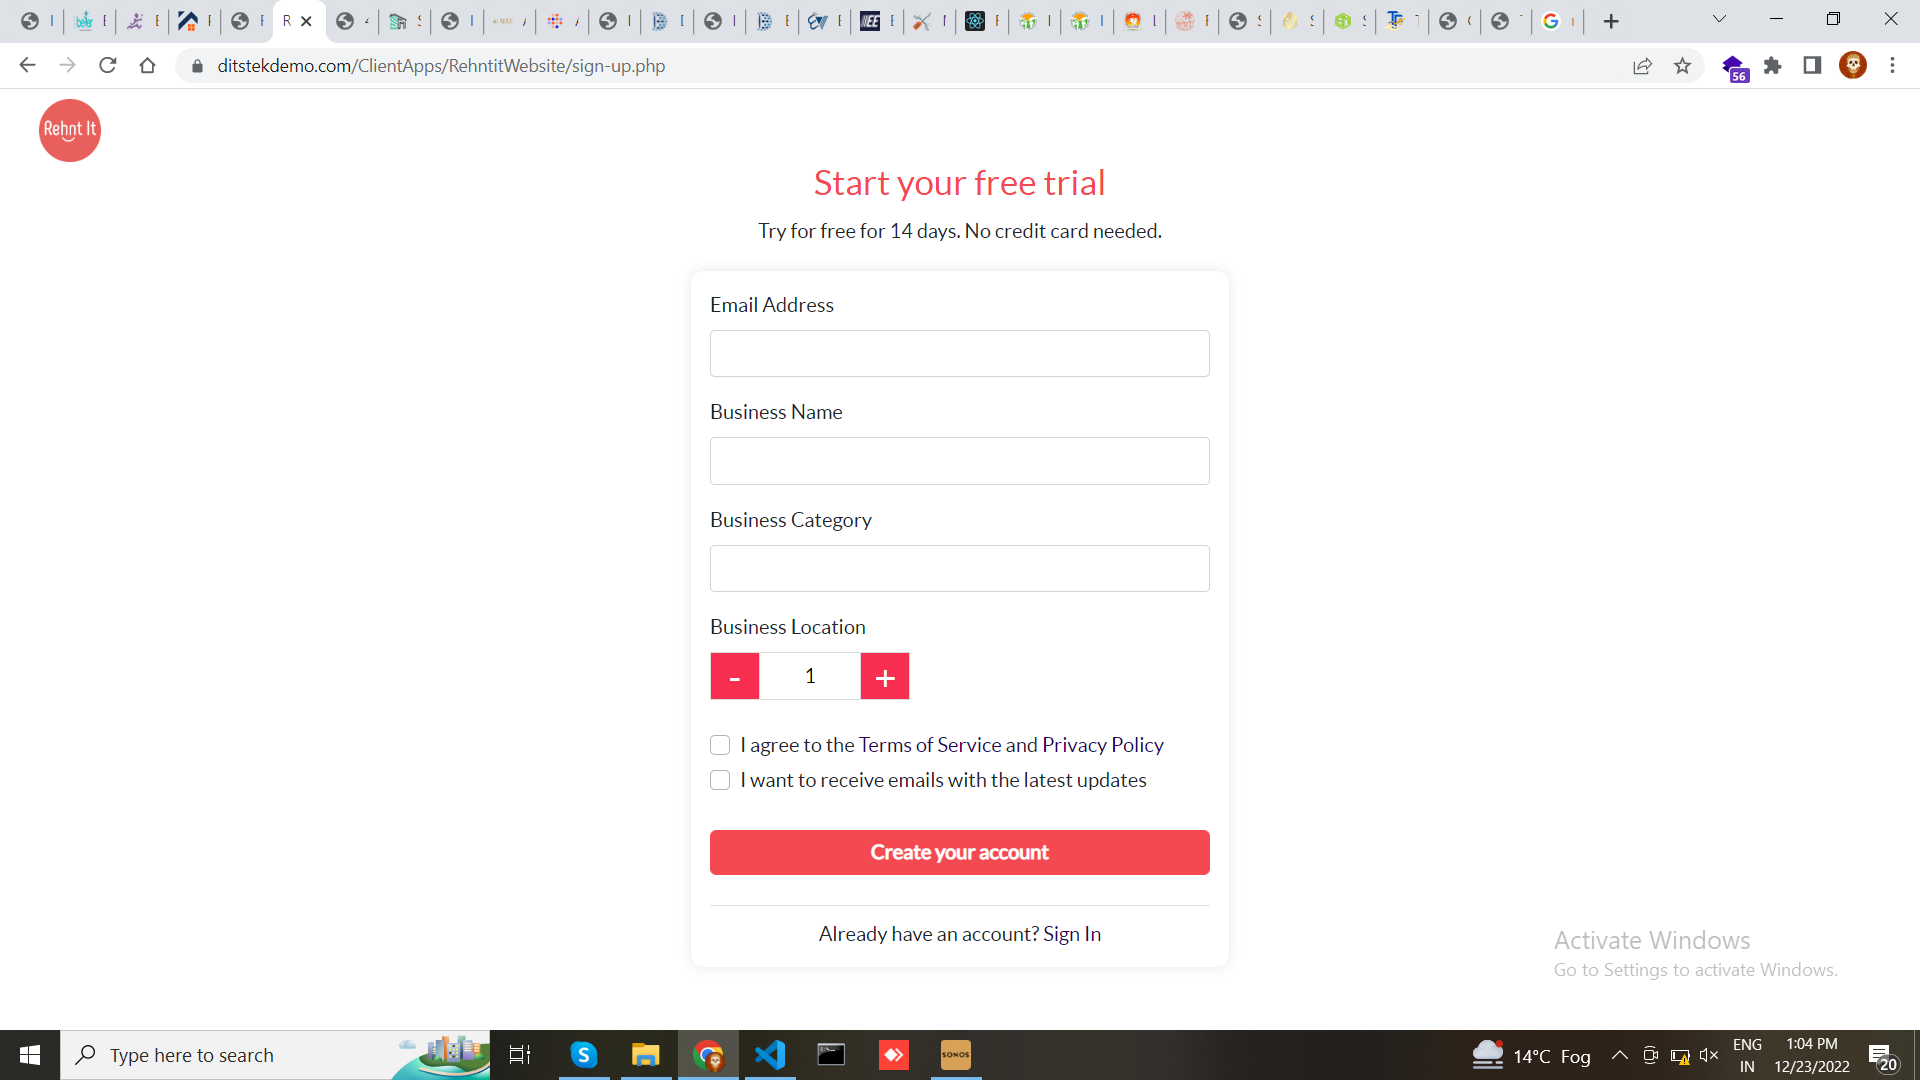 ditstekdemo.com/ClientApps/RehntitWebsite/sign-up.php
56
Rehnt It
Start your free trial
Try for free for 14 days. No credit card needed.
Email Address
Business Name
Business Category
Business Location
- 1 +
I agree to the Terms of Service and Privacy Policy
I want to receive emails with the latest updates
Create your account
Already have an account? Sign In
Activate Windows
Go to Settings to activate Windows.
Type here to search
SONOS
14°C Fog
ENG
IN
1:04 PM
12/23/2022
20